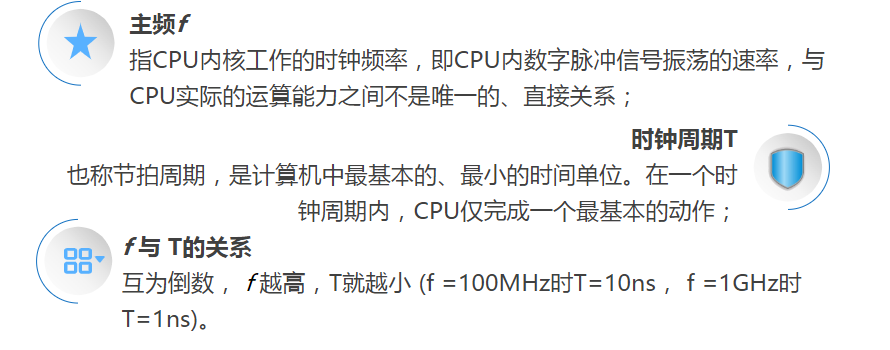 主频f
指CPU内核工作的时钟频率，即CPU内数字脉冲信号振荡的速率，与
CPU实际的运算能力之间不是唯一的、直接关系；
时钟周期T
也称节拍周期，是计算机中最基本的、最小的时间单位。在一个时
钟周期内，CPU仅完成一个最基本的动作；
f 与 T的关系
互为倒数， f 越高，T就越小 (f =100MHz时T=10ns， f =1GHz时
T=1ns)。